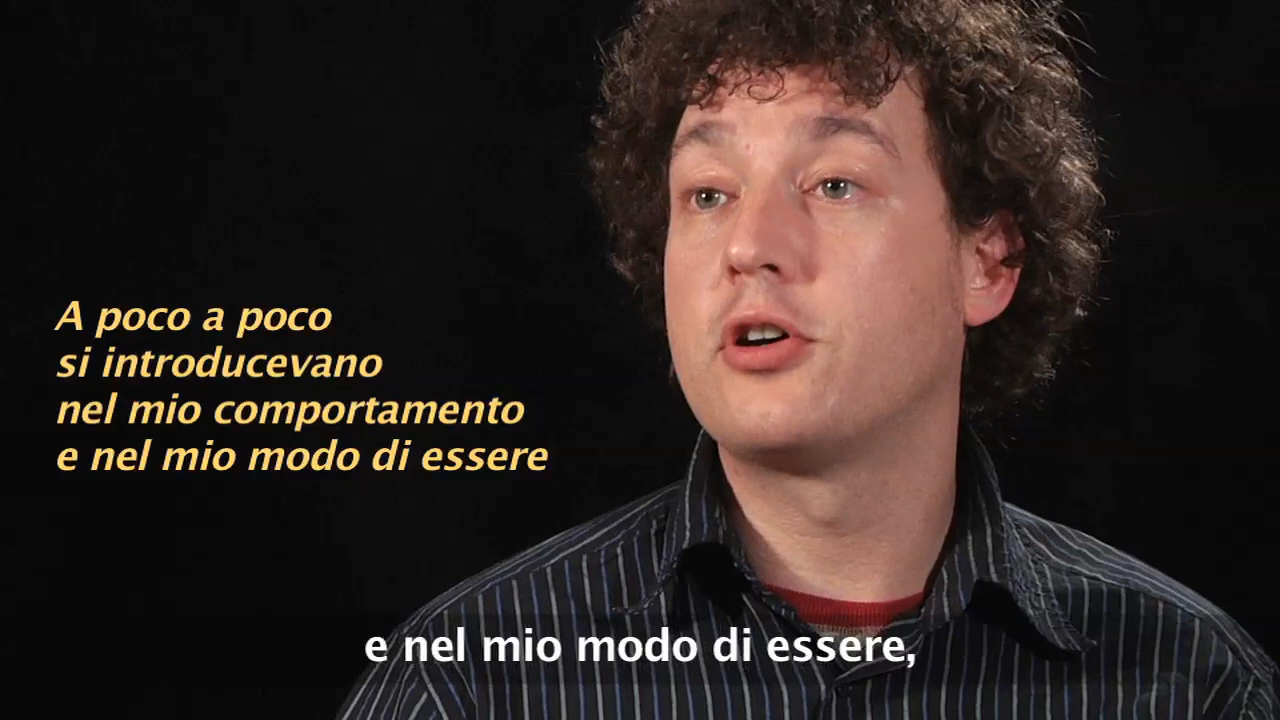 A poco a poco
si introducevano
nel mio comportamento
e nel mio modo di essere
e nel mio modo di essere,